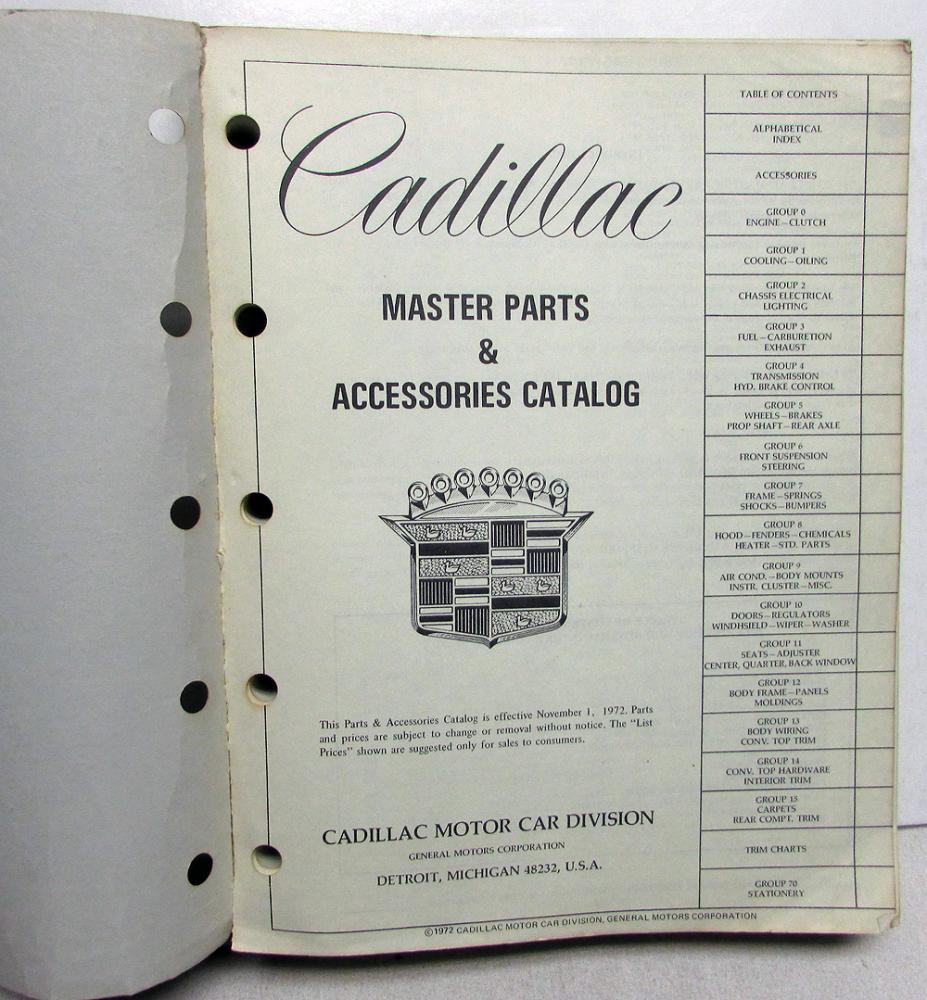 Cadillac
MASTER PARTS
&
ACCESSORIES CATALOG
This Parts & Accessories Catalog is effective November 1, 1972. Parts
and prices are subject to change or removal without notice. The "List
Prices" shown are suggested only for sales to consumers.
CADILLAC MOTOR CAR DIVISION
GENERAL MOTORS CORPORATION
DETROIT, MICHIGAN 48232, U.S.A.
©1972 CADILLAC MOTOR CAR DIVISION, GENERAL MOTORS CORPORATION
TABLE OF CONTENTS
ALPHABETICAL
INDEX
ACCESSORIES
GROUP 0
ENGINE–CLUTCH
GROUP 1
COOLING–OILING
GROUP 2
CHASSIS ELECTRICAL
LIGHTING
GROUP 3
FUEL–CARBURETION
EXHAUST
GROUP 4
TRANSMISSION
HYD. BRAKE CONTROL
GROUP 5
WHEELS–BRAKES
PROP SHAFT–REAR AXLE
GROUP 6
FRONT SUSPENSION
STEERING
GROUP 7
FRAME–SPRINGS
SHOCKS–BUMPERS
GROUP 8
HOOD–FENDERS–CHEMICALS
HEATER–STD. PARTS
GROUP 9
AIR COND.–BODY MOUNTS
INSTR. CLUSTER–MISC.
GROUP 10
DOORS–REGULATORS
WINDHSIELD–WIPER–WASHER
GROUP 11
SEATS–ADJUSTER
CENTER, QUARTER, BACK WINDOW
GROUP 12
BODY FRAME–PANELS
MOLDINGS
GROUP 13
BODY WIRING
CONV. TOP TRIM
GROUP 14
CONV. TOP HARDWARE
INTERIOR TRIM
GROUP 15
CARPETS
REAR COMPT. TRIM
TRIM CHARTS
GROUP 70
STATIONERY